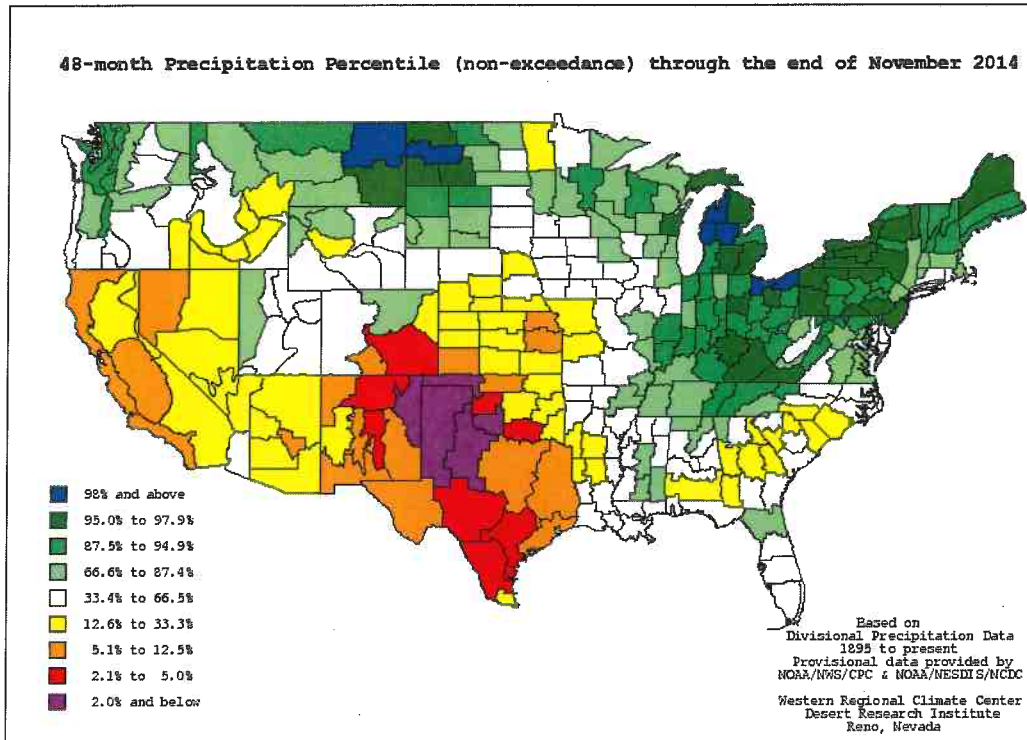 48-month Precipitation Percentile (non-exceedance) through the end of November 2014
98% and above
95.0% to 97.9%
87.5% to 94.9%
66.6% to 87.4%
33.4% to 66.5%
12.6% to 33.3%
5.1% to 12.5%
2.1% to 5.0%
2.0% and below
Based on
Divisional Precipitation Data
1895 to present
Provisional data provided by
NOAA/NWS/CPC & NOAA/NESDIS/NCDC
Western Regional Climate Center
Desert Research Institute
Reno, Nevada